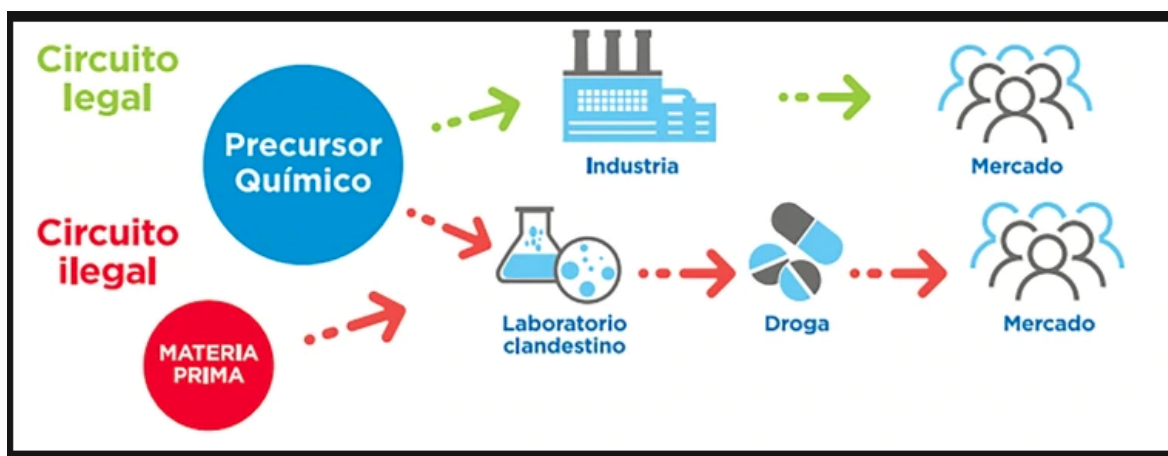 Circuito
legal
Precursor
Químico
Industria
Mercado
Circuito
ilegal
MATERIA
PRIMA
Laboratorio
clandestino
Droga
Mercado